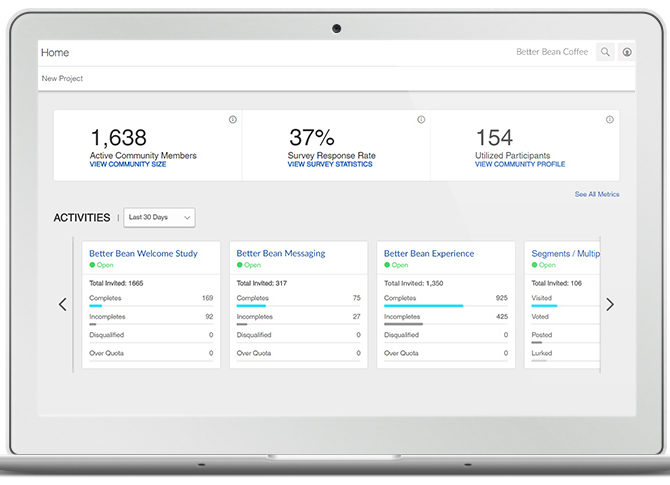 Home
Better Bean Coffee
New Project
1,638
Active Community Members
VIEW COMMUNITY SIZE
37%
Survey Response Rate
VIEW SURVEY STATISTICS
154
Utilized Participants
VIEW COMMUNITY PROFILE
See All Metrics
ACTIVITIES | Last 30 Days
Better Bean Welcome Study
Open
Total Invited: 1665
Completes 169
Incompletes 92
Disqualified 0
Over Quota 0
Better Bean Messaging
Open
Total Invited: 317
Completes 75
Incompletes 27
Disqualified 0
Over Quota 0
Better Bean Experience
Open
Total Invited: 1,350
Completes 925
Incompletes 425
Disqualified 0
Over Quota 0
Segments / Multip
Open
Total Invited: 106
Visited
Voted
Posted
Lurked